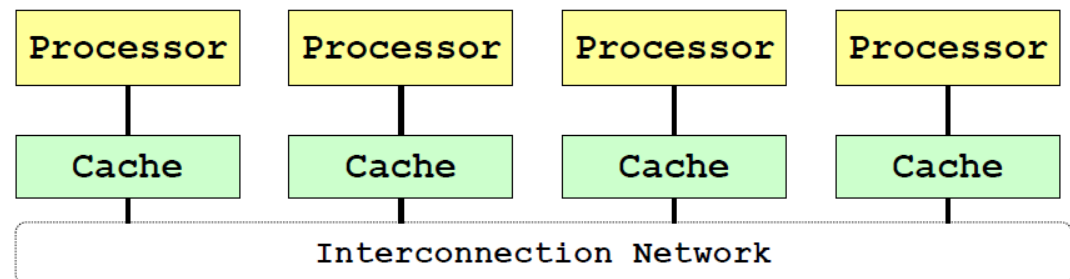 Processor Processor Processor Processor
Cache Cache Cache Cache
Interconnection Network